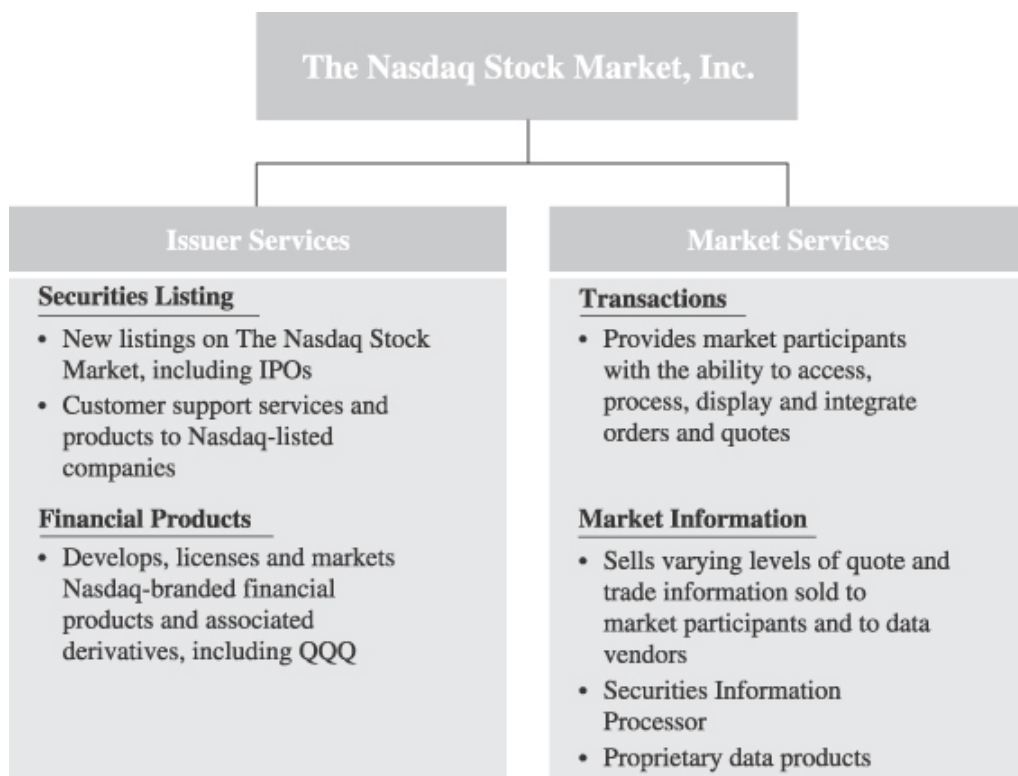 The Nasdaq Stock Market, Inc.
Issuer Services
Securities Listing
• New listings on The Nasdaq Stock
Market, including IPOs
• Customer support services and
products to Nasdaq-listed
companies
Financial Products
• Develops, licenses and markets
Nasdaq-branded financial
products and associated
derivatives, including QQQ
Market Services
Transactions
• Provides market participants
with the ability to access,
process, display and integrate
orders and quotes
Market Information
• Sells varying levels of quote and
trade information sold to
market participants and to data
vendors
• Securities Information
Processor
• Proprietary data products